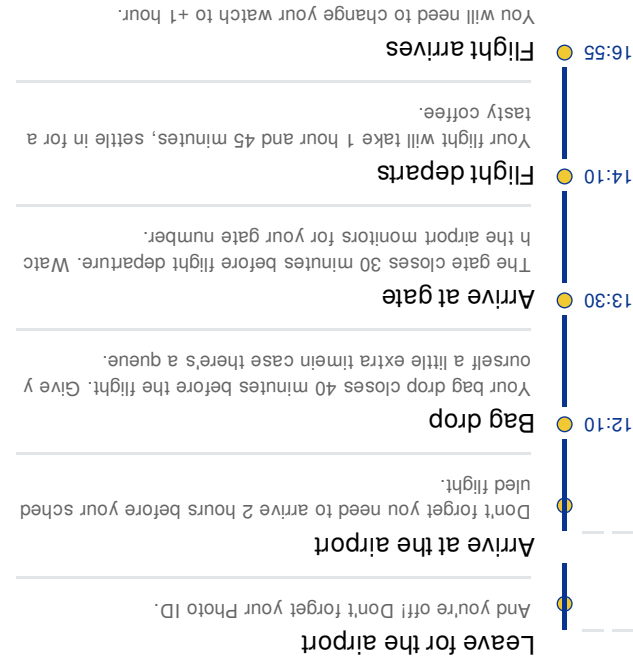 Leave for the airport
And you're off! Don't forget your Photo ID.
Arrive at the airport
Don't forget you need to arrive 2 hours before your sched
uled flight.
12:10 Bag drop
Your bag drop closes 40 minutes before the flight. Give y
ourself a little extra timein case there's a queue.
13:30 Arrive at gate
The gate closes 30 minutes before flight departure. Watc
h the airport monitors for your gate number.
14:10 Flight departs
Your flight will take 1 hour and 45 minutes, settle in for a
tasty coffee.
16:55 Flight arrives
You will need to change your watch to +1 hour.